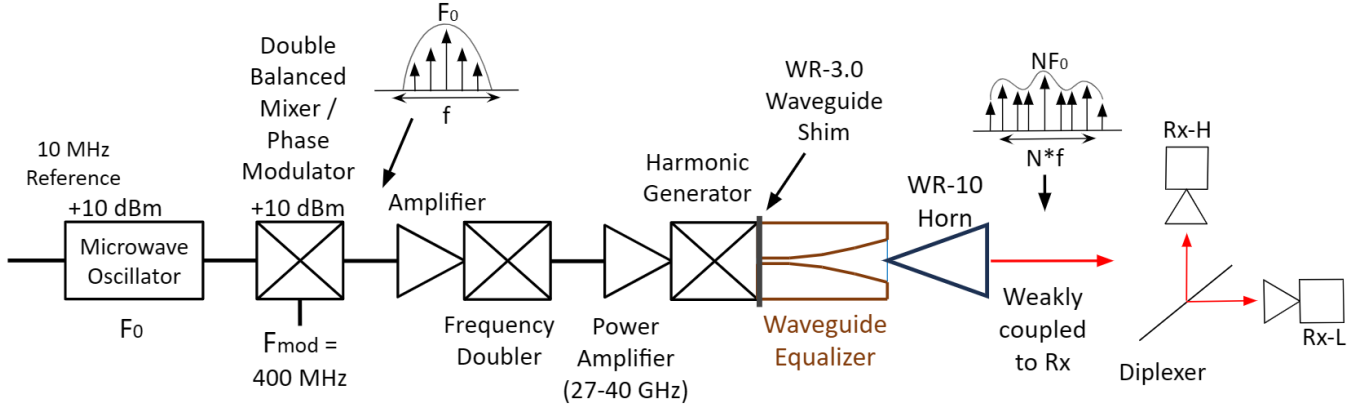 10 MHz
Reference
+10 dBm
Microwave
Oscillator
F₀
Double
Balanced
Mixer /
Phase
Modulator
+10 dBm
Fmod =
400 MHz
F₀
f
Amplifier
Frequency
Doubler
Power
Amplifier
(27-40 GHz)
Harmonic
Generator
WR-3.0
Waveguide
Shim
Waveguide
Equalizer
WR-10
Horn
NF₀
N*f
Weakly
coupled
to Rx
Rx-H
Rx-L
Diplexer